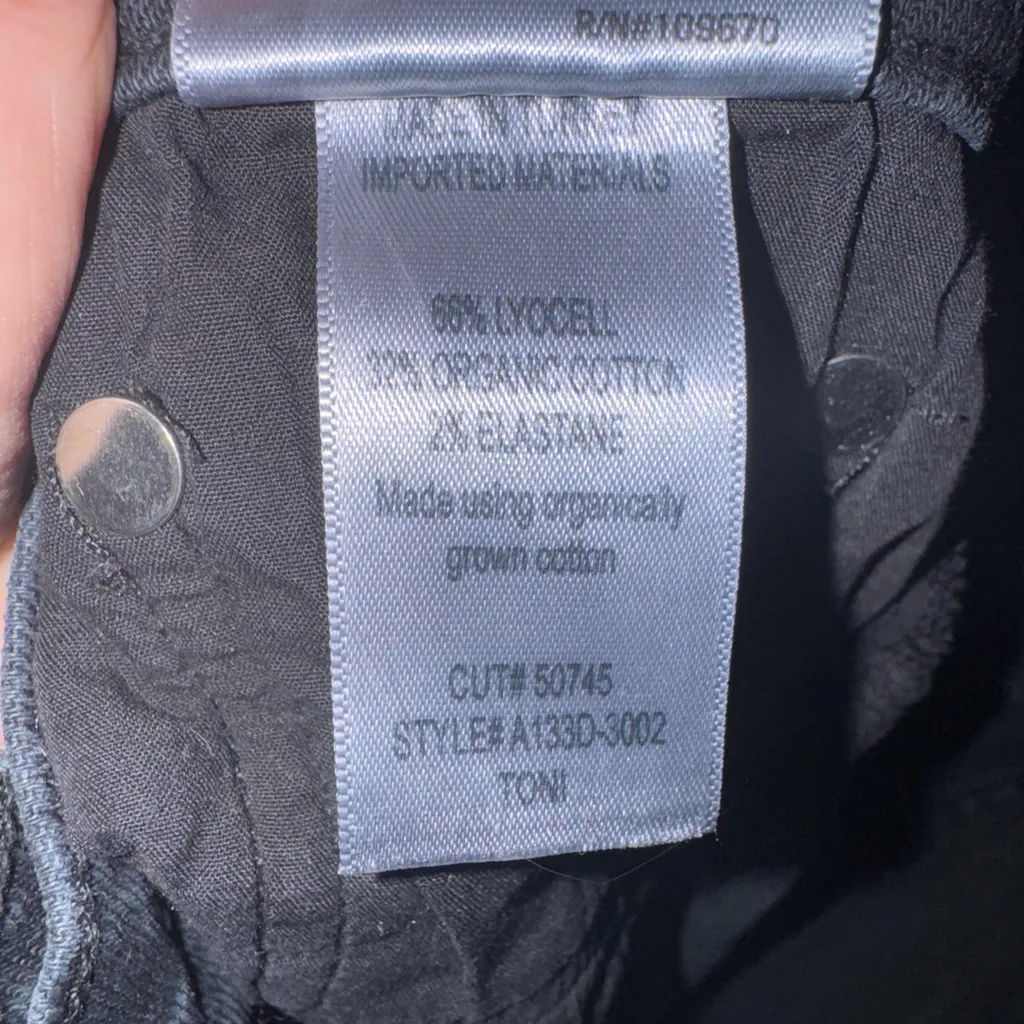 R/N#109670
MADE IN TURKEY
IMPORTED MATERIALS
66% LYOCELL
32% ORGANIC COTTON
2% ELASTANE
Made using organically
grown cotton
CUT# 50745
STYLE# A133D-3002
TONI